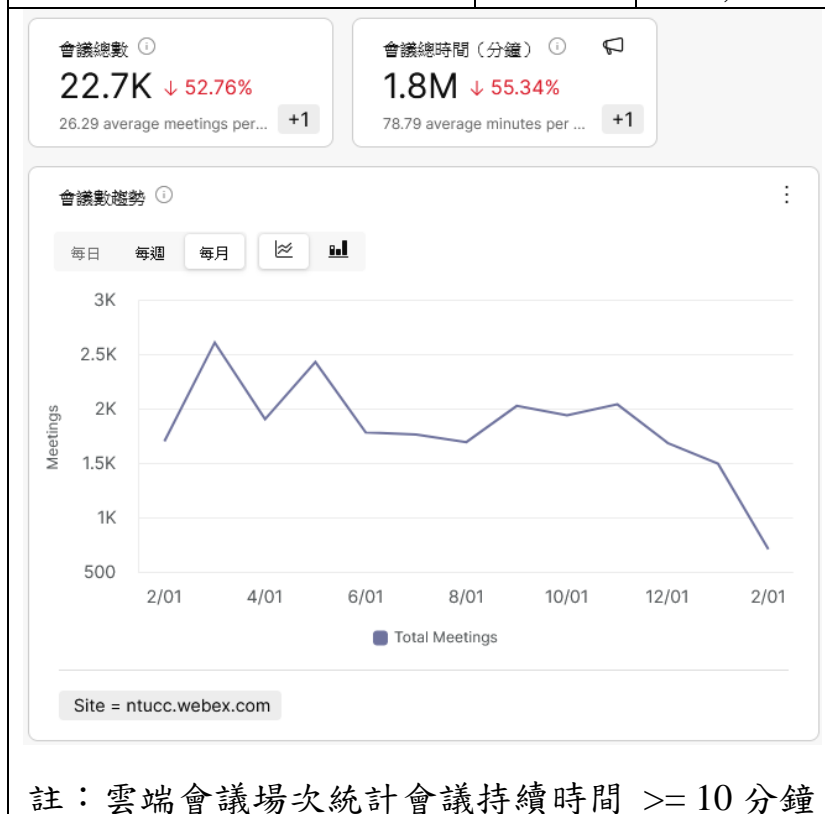 會議總數
22.7K ↓ 52.76%
26.29 average meetings per... +1
會議總時間（分鐘）
1.8M ↓ 55.34%
78.79 average minutes per ... +1
會議數趨勢
每日 每週 每月
3K
2.5K
2K
1.5K
1K
500
Meetings
2/01 4/01 6/01 8/01 10/01 12/01 2/01
Total Meetings
Site = ntucc.webex.com
註：雲端會議場次統計會議持續時間 >= 10 分鐘